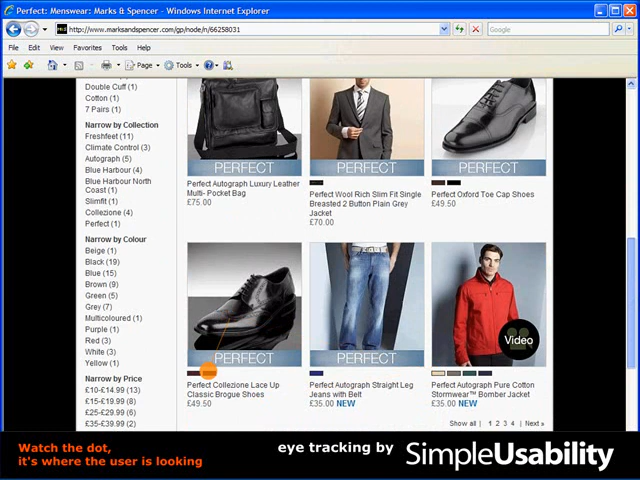 Perfect: Menswear: Marks & Spencer - Windows Internet Explorer
http://www.marksandspencer.com/gp/node/n/66258031
Google
File Edit View Favorites Tools Help
Page Tools
Double Cuff (1)
Cotton (1)
7 Pairs (1)
Narrow by Collection
Freshfeet (11)
Climate Control (3)
Autograph (5)
Blue Harbour (4)
Blue Harbour North
Coast (1)
Slimfit (1)
Collezione (4)
Perfect (1)
Narrow by Colour
Beige (1)
Black (19)
Blue (15)
Brown (9)
Green (5)
Grey (7)
Multicoloured (1)
Purple (1)
Red (3)
White (3)
Yellow (1)
Narrow by Price
£10-£14.99 (13)
£15-£19.99 (8)
£25-£29.99 (6)
£35-£39.99 (2)
PERFECT
Perfect Autograph Luxury Leather
Multi- Pocket Bag
£75.00
PERFECT
Perfect Wool Rich Slim Fit Single
Breasted 2 Button Plain Grey
Jacket
£70.00
PERFECT
Perfect Oxford Toe Cap Shoes
£49.50
PERFECT
Perfect Collezione Lace Up
Classic Brogue Shoes
£49.50
PERFECT
Perfect Autograph Straight Leg
Jeans with Belt
£35.00 NEW
Video
Perfect Autograph Pure Cotton
Stormwear™ Bomber Jacket
£35.00 NEW
Show all | 1 2 3 4 | Next »
Watch the dot,
it's where the user is looking
eye tracking by SimpleUsability